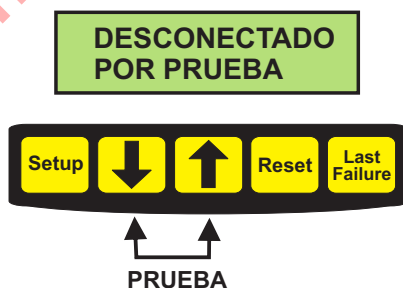 DESCONECTADO
POR PRUEBA
Setup
Reset
Last
Failure
PRUEBA